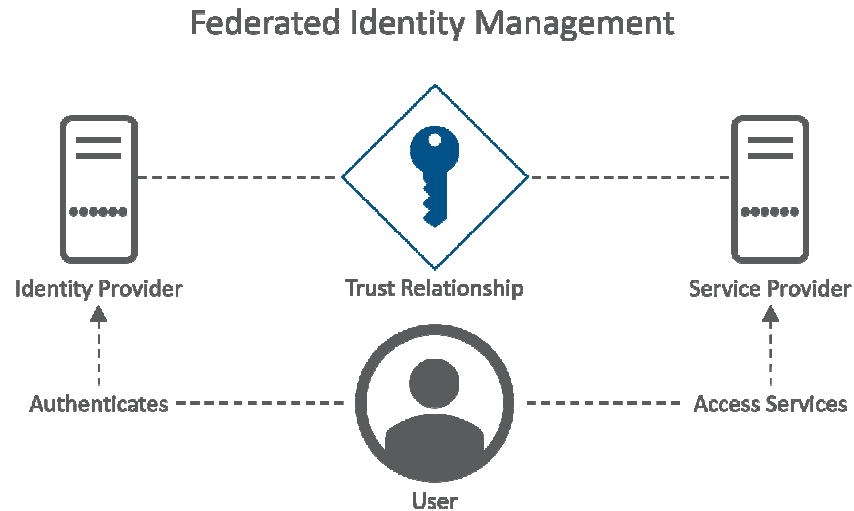 Federated Identity Management
Identity Provider
Trust Relationship
Service Provider
Authenticates
Access Services
User